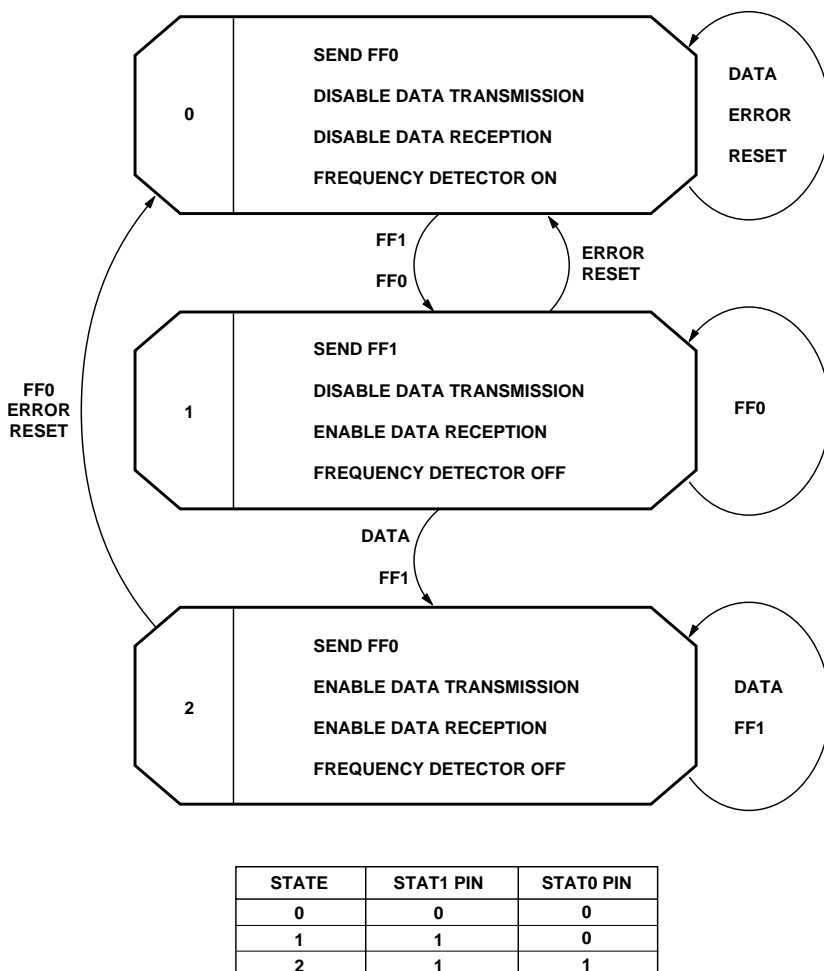 0
SEND FF0
DISABLE DATA TRANSMISSION
DISABLE DATA RECEPTION
FREQUENCY DETECTOR ON
DATA
ERROR
RESET
FF1
FF0
ERROR
RESET
1
SEND FF1
DISABLE DATA TRANSMISSION
ENABLE DATA RECEPTION
FREQUENCY DETECTOR OFF
FF0
FF0
ERROR
RESET
DATA
FF1
2
SEND FF0
ENABLE DATA TRANSMISSION
ENABLE DATA RECEPTION
FREQUENCY DETECTOR OFF
DATA
FF1
STATE STAT1 PIN STAT0 PIN
0 0 0
1 1 0
2 1 1